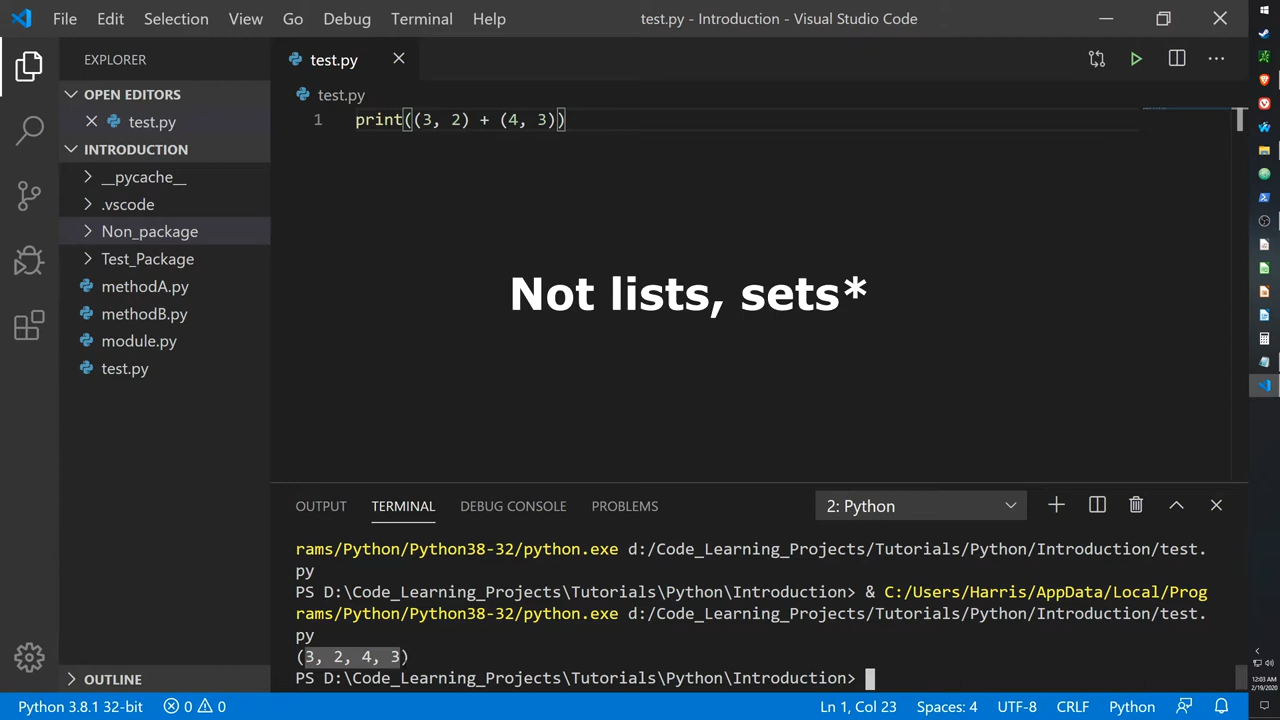 File Edit Selection View Go Debug Terminal Help test.py - Introduction - Visual Studio Code
EXPLORER
OPEN EDITORS
test.py
INTRODUCTION
__pycache__
.vscode
Non_package
Test_Package
methodA.py
methodB.py
module.py
test.py
OUTLINE
test.py
test.py
1 print((3, 2) + (4, 3))
Not lists, sets*
OUTPUT TERMINAL DEBUG CONSOLE PROBLEMS 2: Python
rams/Python/Python38-32/python.exe d:/Code_Learning_Projects/Tutorials/Python/Introduction/test.
py
PS D:\Code_Learning_Projects\Tutorials\Python\Introduction> & C:/Users/Harris/AppData/Local/Prog
rams/Python/Python38-32/python.exe d:/Code_Learning_Projects/Tutorials/Python/Introduction/test.
py
(3, 2, 4, 3)
PS D:\Code_Learning_Projects\Tutorials\Python\Introduction>
Python 3.8.1 32-bit 0 0 Ln 1, Col 23 Spaces: 4 UTF-8 CRLF Python
12:03 AM
2/19/2020